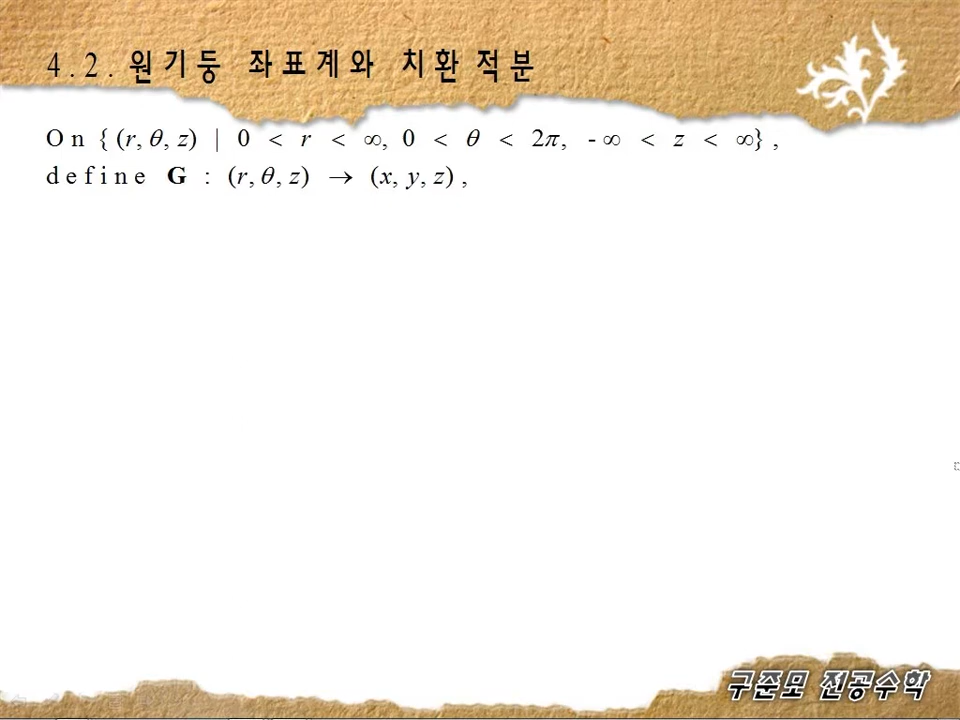 4.2. 원기둥 좌표계와 치환적분
On {(r, θ, z) | 0 < r < ∞, 0 < θ < 2π, -∞ < z < ∞},
define G : (r, θ, z) → (x, y, z),
구준모 전공수학